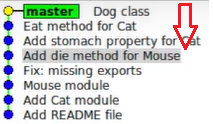 master Dog class
Eat method for Cat
Add stomach property for Cat
Add die method for Mouse
Fix: missing exports
Mouse module
Add Cat module
Add README file